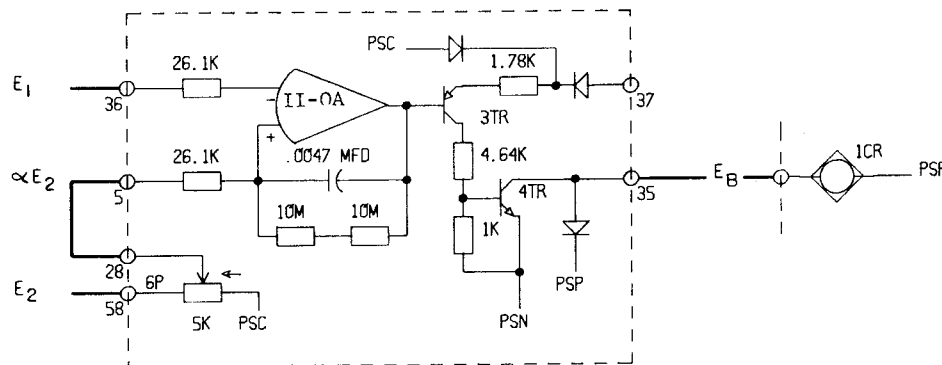 PSC
1.78K
26.1K
E1
36
II-OA
-
+
3TR
37
.0047 MFD
4.64K
1CR
26.1K
∝E2
5
10M
10M
4TR
35
EB
PSP
1K
28
6P
PSP
E2
58
5K
PSC
PSN